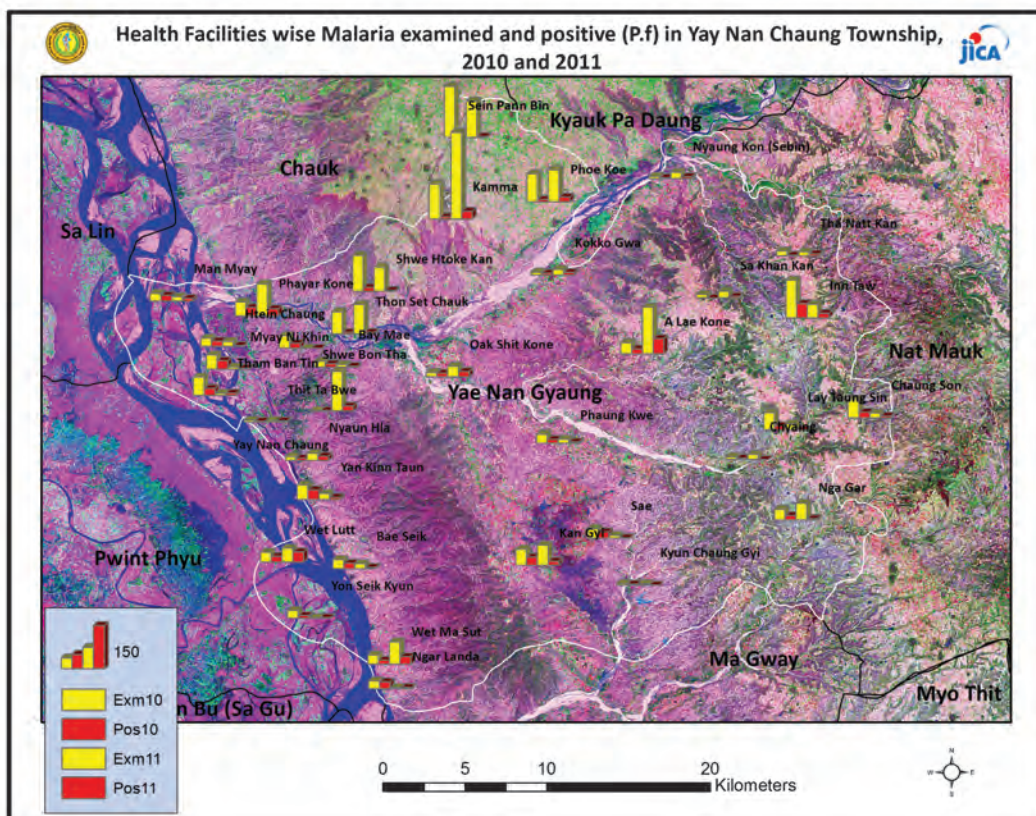 Health Facilities wise Malaria examined and positive (P.f) in Yay Nan Chaung Township,
2010 and 2011
jICA
Sein Pann Bin
Kyauk Pa Daung
Nyaung Kon (Sebin)
Chauk
Phoe Koe
Kamma
Tha Natt Kan
Sa Lin
Kokko Gwa
Shwe Htoke Kan
Man Myay
Sa Khan Kan
Phayar Kone
Inn Taw
Thon Set Chauk
Htein Chaung
A Lae Kone
Myay Ni Khin
Bay Mae
Oak Shit Kone
Nat Mauk
Shwe Bon Tha
Tham Ban Tin
Chaung Son
Thit Ta Bwe
Yae Nan Gyaung
Lay Taung Sin
Phaung Kwe
Chyaing
Nyaun Hla
Yay Nan Chaung
Yan Kinn Taun
Nga Gar
Sae
Wet Lutt
Bae Seik
Kan Gyi
Pwint Phyu
Kyun Chaung Gyi
Yon Seik Kyun
Wet Ma Sut
Ngar Landa
Ma Gway
Myo Thit
n Bu (Sa Gu)
150
Exm10
Pos10
Exm11
Pos11
0 5 10 20
Kilometers
N
W E
S